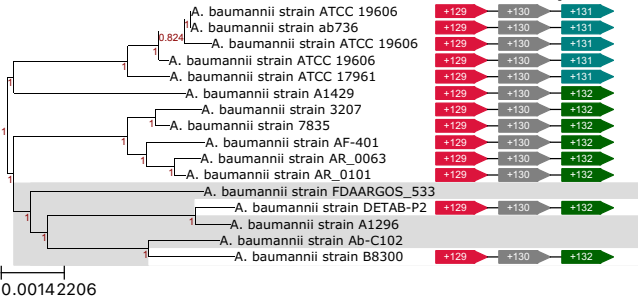 A. baumannii strain ATCC 19606 +129 +130 +131
A. baumannii strain ab736 +129 +130 +131
0.824
A. baumannii strain ATCC 19606 +129 +130 +131
1
A. baumannii strain ATCC 19606 +129 +130 +131
1
A. baumannii strain ATCC 17961 +129 +130 +131
1
A. baumannii strain A1429 +129 +130 +132
A. baumannii strain 3207 +129 +130 +132
1
A. baumannii strain 7835 +129 +130 +132
1
1
A. baumannii strain AF-401 +129 +130 +132
1
A. baumannii strain AR_0063 +129 +130 +132
1
A. baumannii strain AR_0101 +129 +130 +132
1
A. baumannii strain FDAARGOS_533
A. baumannii strain DETAB-P2 +129 +130 +132
1
1
A. baumannii strain A1296
1
A. baumannii strain Ab-C102
1
A. baumannii strain B8300 +129 +130 +132
0.00142206